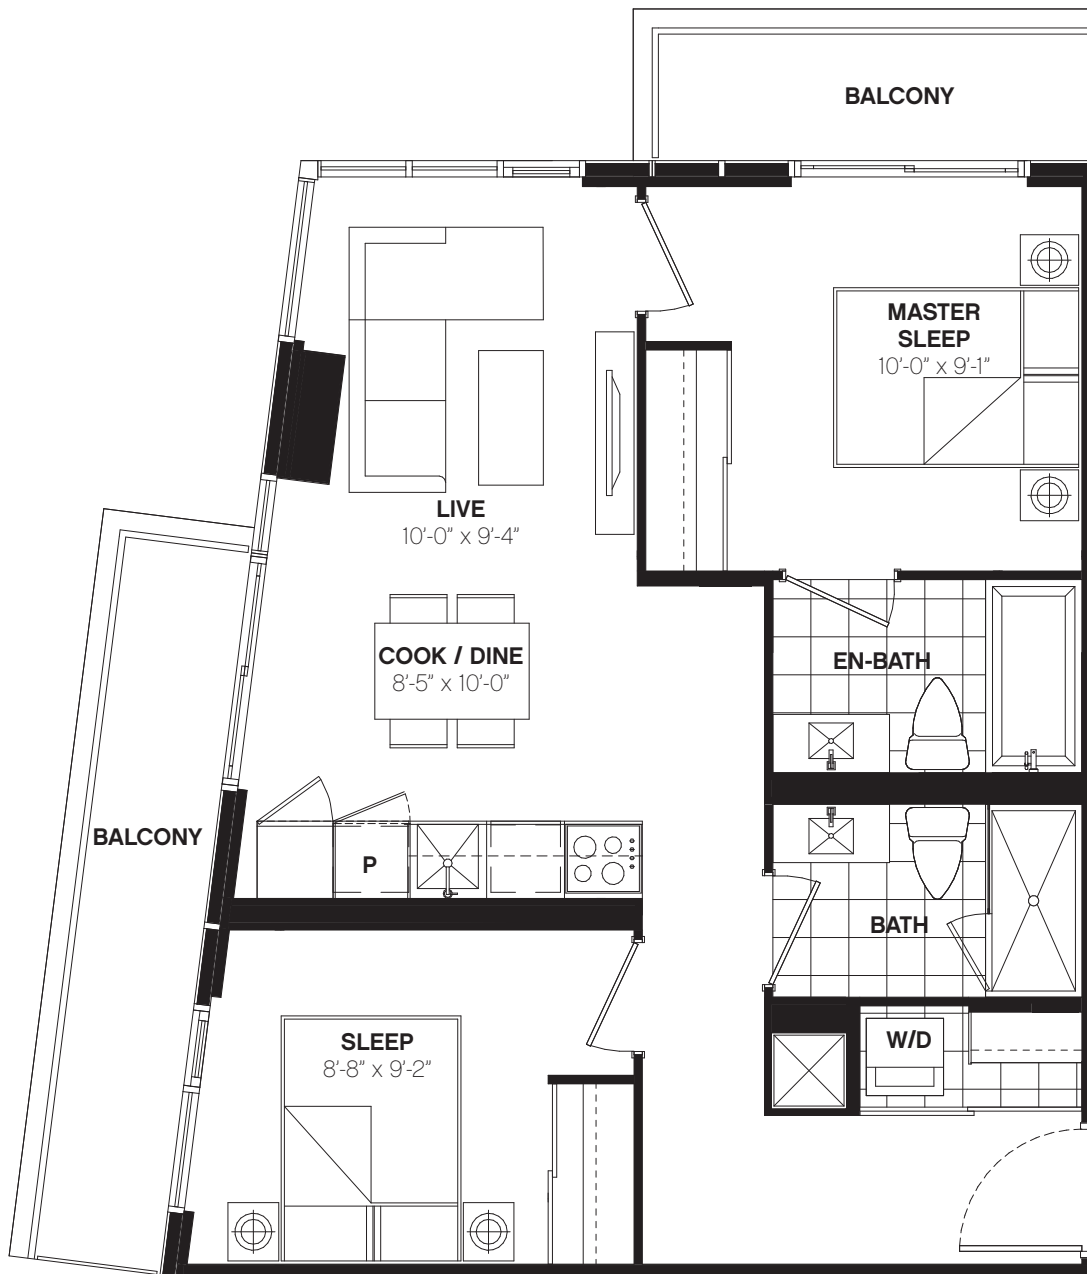 BALCONY
MASTER
SLEEP
10'-0" x 9'-1"
LIVE
10'-0" x 9'-4"
COOK / DINE
8'-5" x 10'-0"
EN-BATH
BALCONY
P
BATH
SLEEP
8'-8" x 9'-2"
W/D